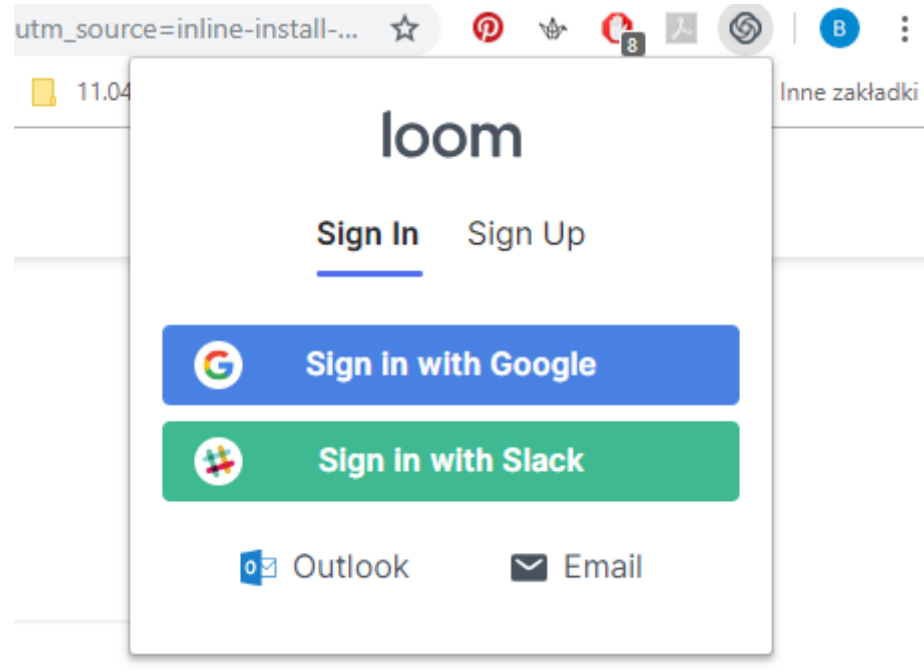 utm_source=inline-install-...
8
B
11.04
Inne zakładki
loom
Sign In Sign Up
Sign in with Google
Sign in with Slack
Outlook Email